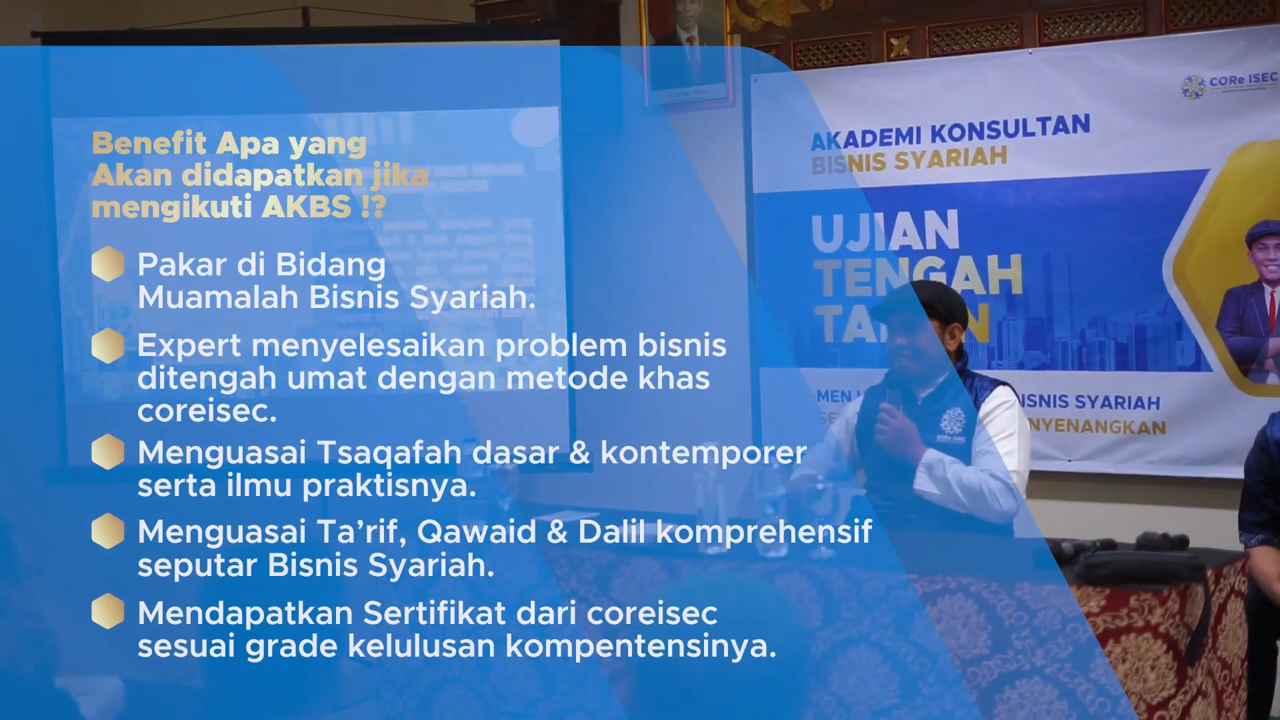 Benefit Apa yang
Akan didapatkan jika
mengikuti AKBS !?
Pakar di Bidang
Muamalah Bisnis Syariah.
Expert menyelesaikan problem bisnis
ditengah umat dengan metode khas
coreisec.
Menguasai Tsaqafah dasar & kontemporer
serta ilmu praktisnya.
Menguasai Ta’rif, Qawaid & Dalil komprehensif
seputar Bisnis Syariah.
Mendapatkan Sertifikat dari coreisec
sesuai grade kelulusan kompentensinya.
CORe ISEC
AKADEMI KONSULTAN
BISNIS SYARIAH
UJIAN
TENGAH
BISNIS SYARIAH
CORe ISEC